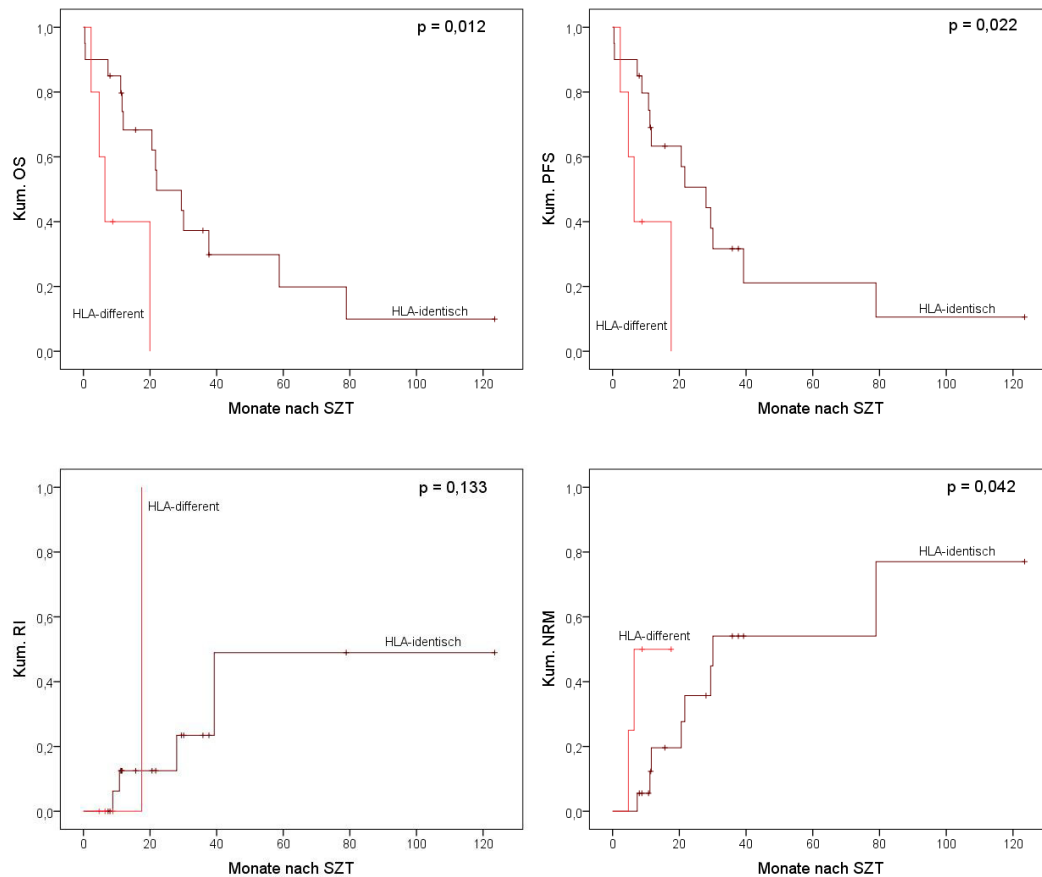 p = 0,012
1,0
0,8
0,6
0,4
0,2
0,0
Kum. OS
HLA-different
HLA-identisch
0 20 40 60 80 100 120
Monate nach SZT
p = 0,022
1,0
0,8
0,6
0,4
0,2
0,0
Kum. PFS
HLA-different
HLA-identisch
0 20 40 60 80 100 120
Monate nach SZT
p = 0,133
1,0
0,8
0,6
0,4
0,2
0,0
Kum. RI
HLA-different
HLA-identisch
0 20 40 60 80 100 120
Monate nach SZT
p = 0,042
1,0
0,8
0,6
0,4
0,2
0,0
Kum. NRM
HLA-identisch
HLA-different
0 20 40 60 80 100 120
Monate nach SZT